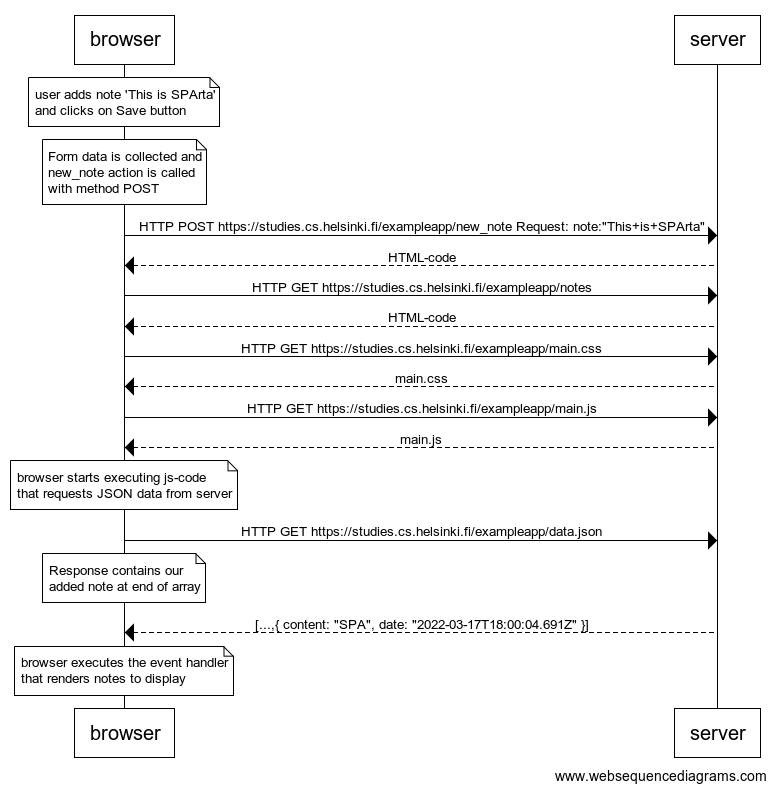 browser
server
user adds note 'This is SPArta'
and clicks on Save button
Form data is collected and
new_note action is called
with method POST
HTTP POST https://studies.cs.helsinki.fi/exampleapp/new_note Request: note:"This+is+SPArta"
HTML-code
HTTP GET https://studies.cs.helsinki.fi/exampleapp/notes
HTML-code
HTTP GET https://studies.cs.helsinki.fi/exampleapp/main.css
main.css
HTTP GET https://studies.cs.helsinki.fi/exampleapp/main.js
main.js
browser starts executing js-code
that requests JSON data from server
HTTP GET https://studies.cs.helsinki.fi/exampleapp/data.json
Response contains our
added note at end of array
[...,{ content: "SPA", date: "2022-03-17T18:00:04.691Z" }]
browser executes the event handler
that renders notes to display
browser
server
www.websequencediagrams.com